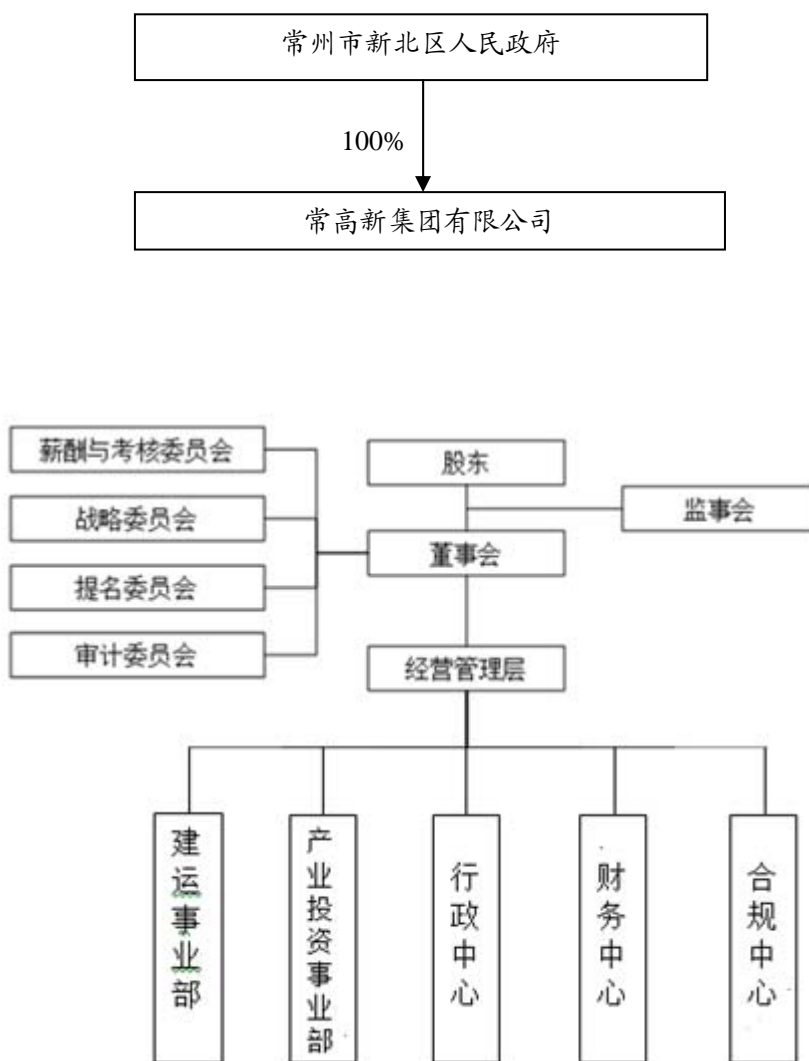 常州市新北区人民政府
100%
常高新集团有限公司
薪酬与考核委员会
股东
战略委员会
监事会
董事会
提名委员会
审计委员会
经营管理层
建运事业部
产业投资事业部
行政中心
财务中心
合规中心